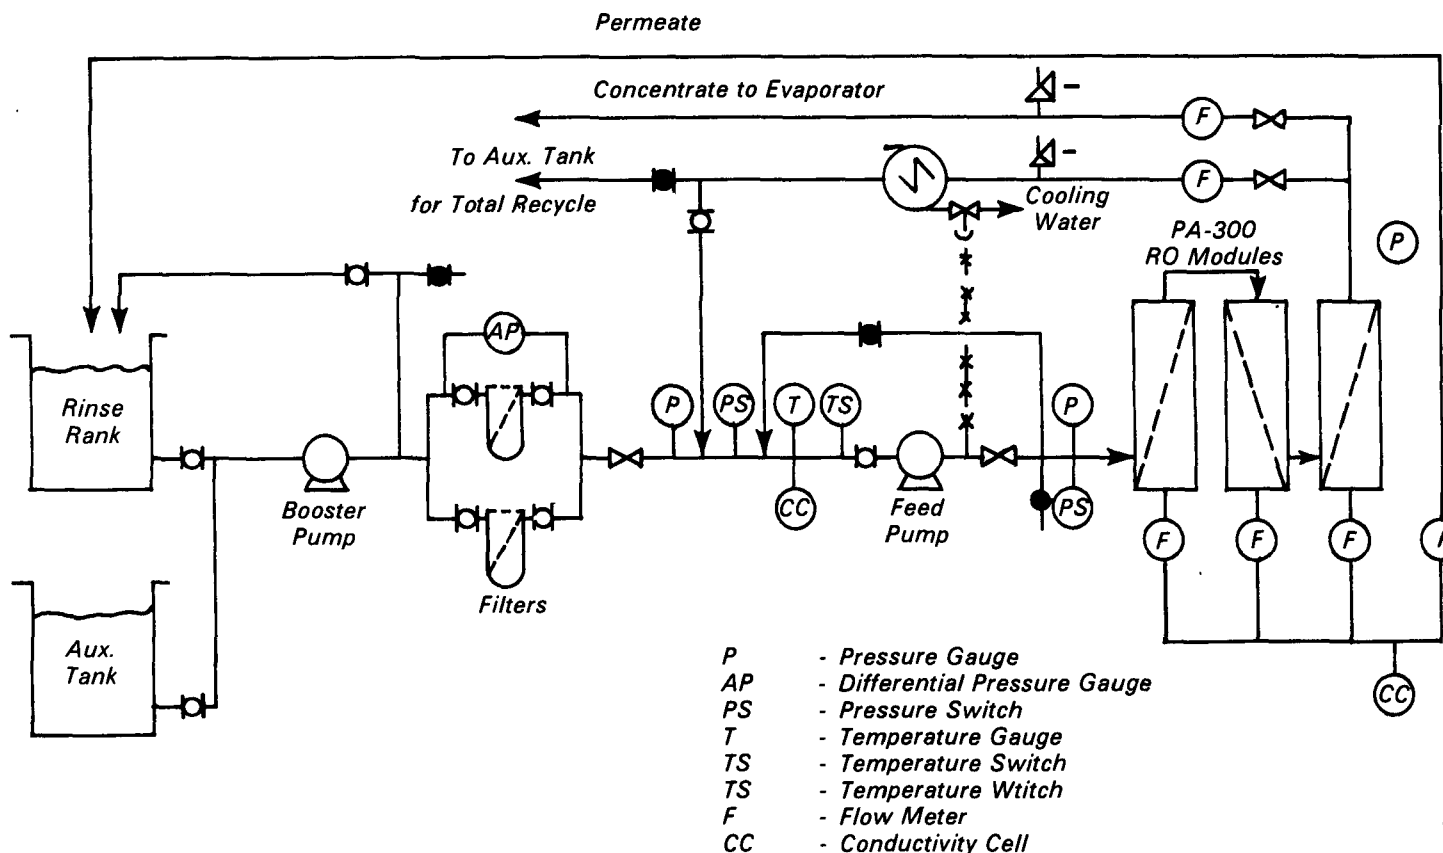 Permeate
Concentrate to Evaporator
F
To Aux. Tank
for Total Recycle
F
Cooling
Water
PA-300
RO Modules
P
AP
Rinse
Rank
P
PS
T
TS
P
Booster
Pump
CC
Feed
Pump
PS
F
F
F
Filters
Aux.
Tank
CC
P - Pressure Gauge
AP - Differential Pressure Gauge
PS - Pressure Switch
T - Temperature Gauge
TS - Temperature Switch
TS - Temperature Wtitch
F - Flow Meter
CC - Conductivity Cell